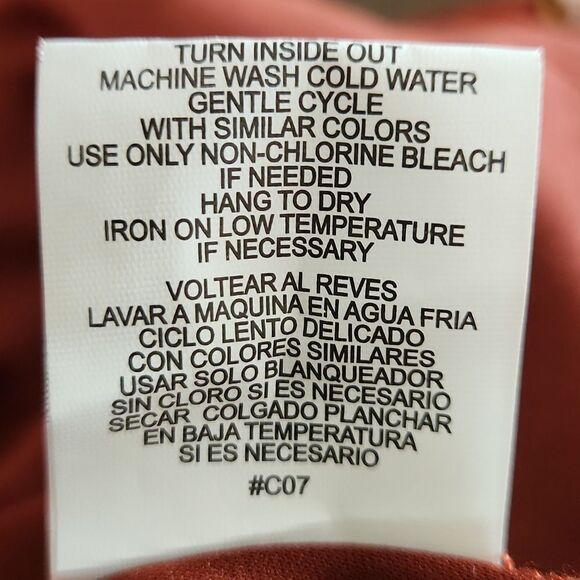 TURN INSIDE OUT
MACHINE WASH COLD WATER
GENTLE CYCLE
WITH SIMILAR COLORS
USE ONLY NON-CHLORINE BLEACH
IF NEEDED
HANG TO DRY
IRON ON LOW TEMPERATURE
IF NECESSARY
VOLTEAR AL REVES
LAVAR A MAQUINA EN AGUA FRIA
CICLO LENTO DELICADO
CON COLORES SIMILARES
USAR SOLO BLANQUEADOR
SIN CLORO SI ES NECESARIO
SECAR COLGADO PLANCHAR
EN BAJA TEMPERATURA
SI ES NECESARIO
#C07